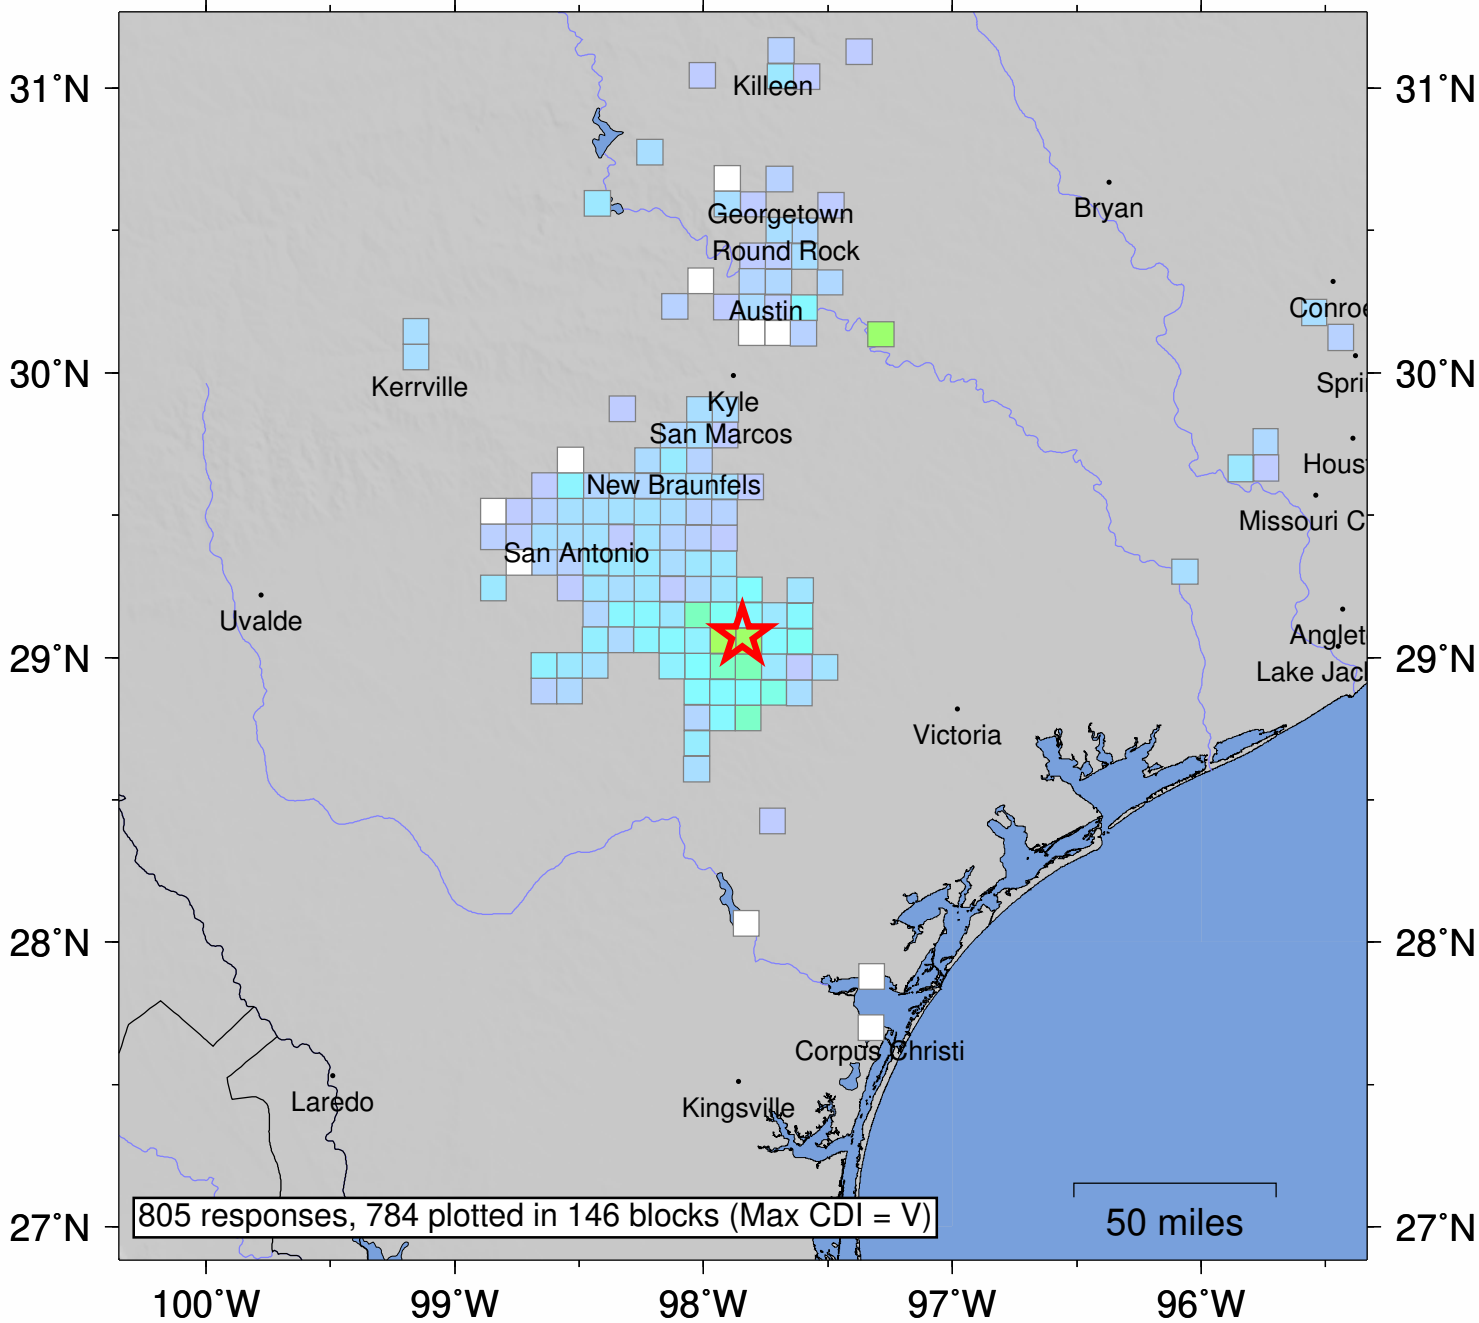 31°N
31°N
Killeen
Bryan
Georgetown
Round Rock
Conroe
Austin
30°N
30°N
Spri
Kerrville
Kyle
San Marcos
Hous
New Braunfels
Missouri C
San Antonio
Uvalde
Anglet
29°N
29°N
Lake Jac
Victoria
28°N
28°N
Corpus Christi
Laredo
Kingsville
805 responses, 784 plotted in 146 blocks (Max CDI = V)
50 miles
27°N
27°N
100°W
99°W
98°W
97°W
96°W